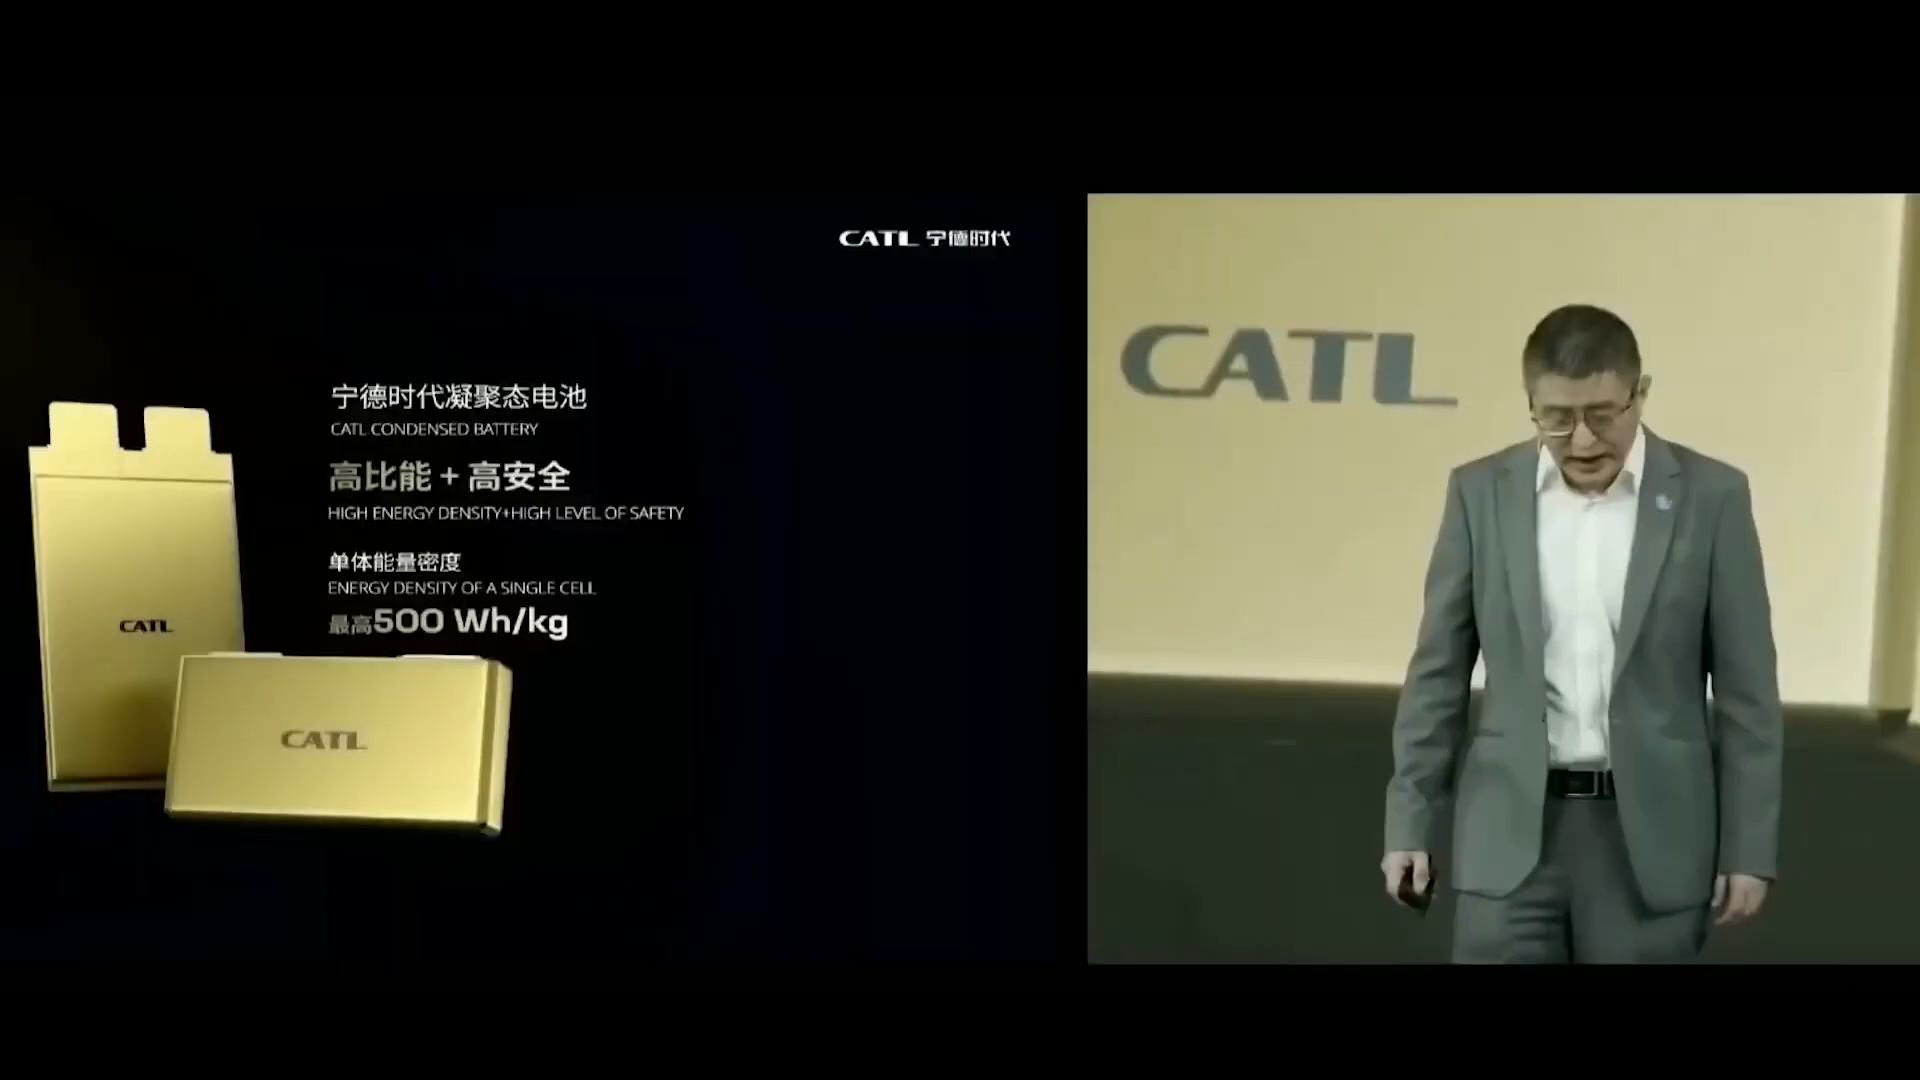 CATL 宁德时代
宁德时代凝聚态电池
CATL CONDENSED BATTERY
高比能 + 高安全
HIGH ENERGY DENSITY+HIGH LEVEL OF SAFETY
单体能量密度
ENERGY DENSITY OF A SINGLE CELL
最高500 Wh/kg
CATL
CATL
CATL